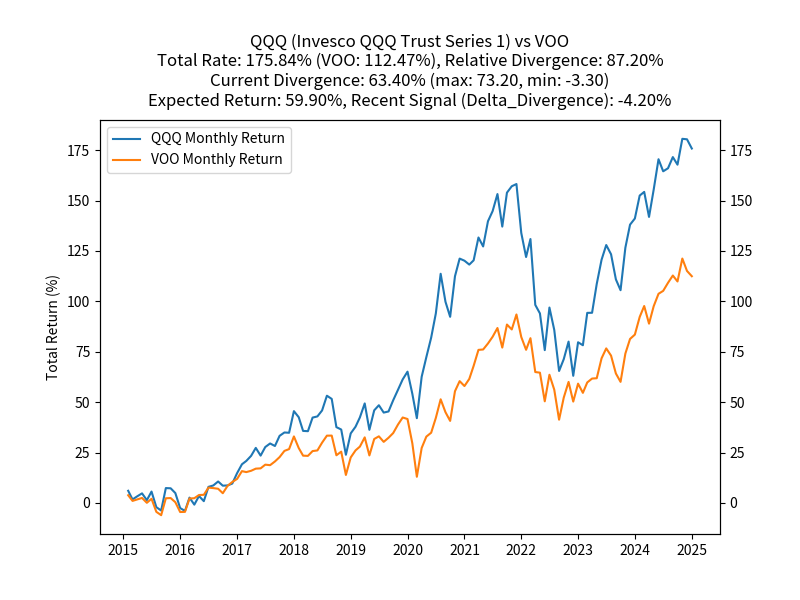 QQQ (Invesco QQQ Trust Series 1) vs VOO
Total Rate: 175.84% (VOO: 112.47%), Relative Divergence: 87.20%
Current Divergence: 63.40% (max: 73.20, min: -3.30)
Expected Return: 59.90%, Recent Signal (Delta_Divergence): -4.20%
QQQ Monthly Return
VOO Monthly Return
Total Return (%)
175
150
125
100
75
50
25
0
175
150
125
100
75
50
25
0
2015 2016 2017 2018 2019 2020 2021 2022 2023 2024 2025